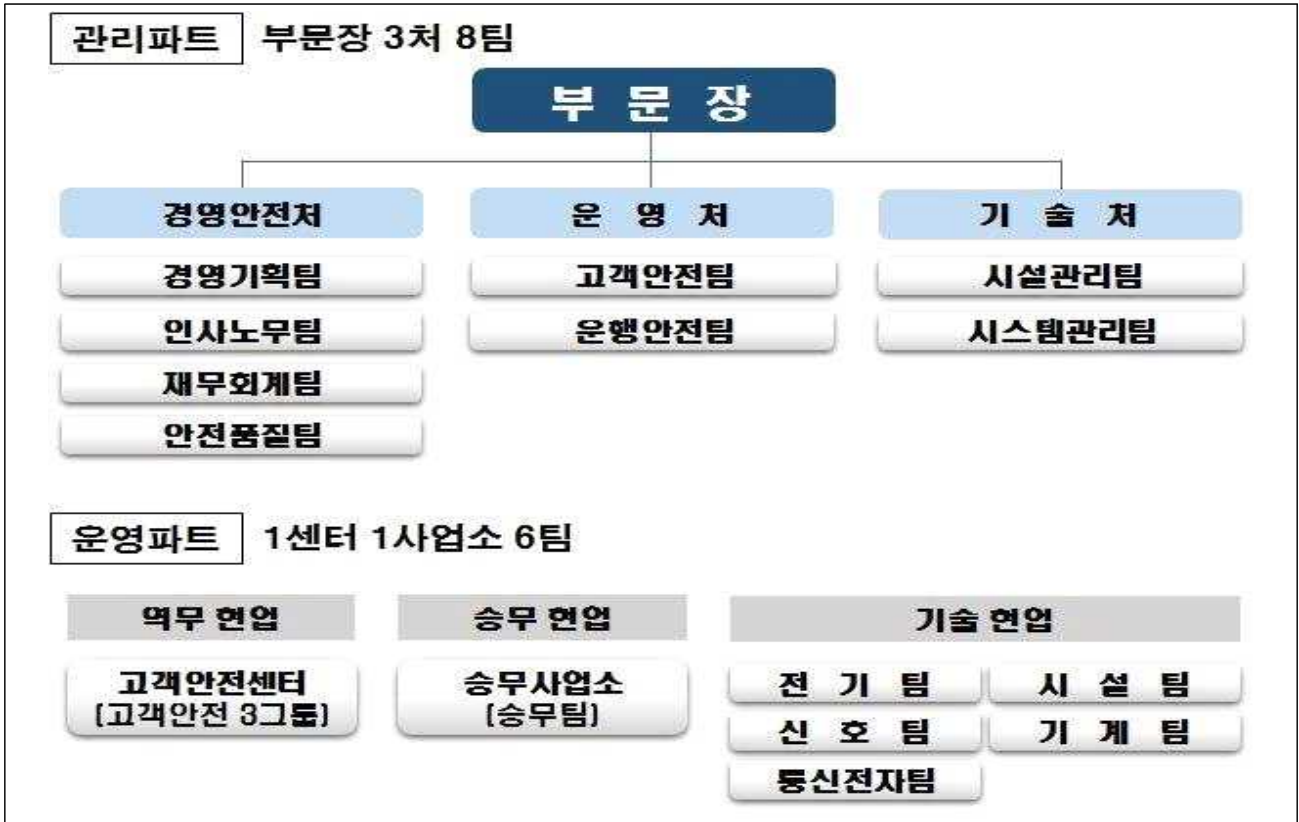 관리파트 부문장 3처 8팀
부 문 장
경영안전처
경영기획팀
인사노무팀
재무회계팀
안전품질팀
운 영 처
고객안전팀
운행안전팀
기 술 처
시설관리팀
시스템관리팀
운영파트 1센터 1사업소 6팀
역무 현업
고객안전센터
(고객안전 3그룹)
승무 현업
승무사업소
(승무팀)
기술 현업
전 기 팀
시 설 팀
신 호 팀
기 계 팀
통신전자팀